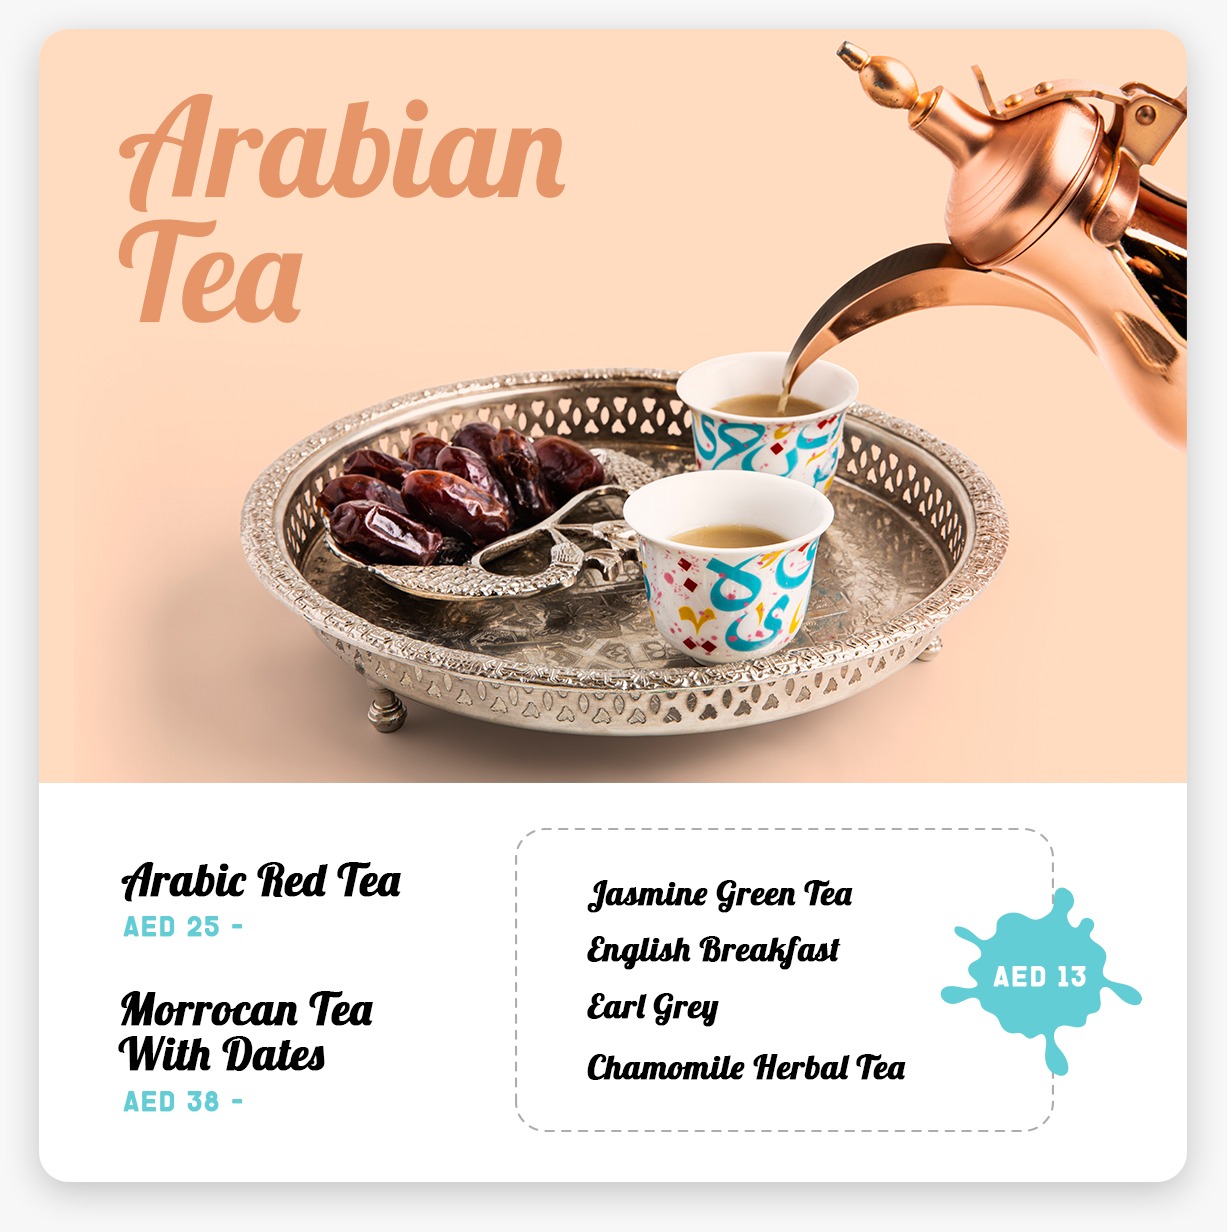 Arabian
Tea
Arabic Red Tea
AED 25 -
Morrocan Tea
With Dates
AED 38 -
Jasmine Green Tea
English Breakfast
Earl Grey
Chamomile Herbal Tea
AED 13